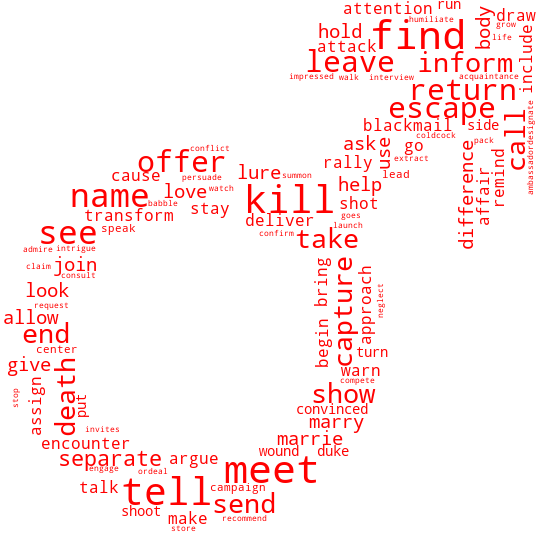 attention run
humiliate grow
draw
body
find
hold
attack
life
include
leave
inform
impressed walk interview acquaintance
return
ambassadordesignate
escape
call
blackmail side
coldcock pack
ask use go
conflict
offer
rally lead extract
difference
affair
remind
cause persuade
lure summon
name love watch
kill help
babble
shot
transform stay
deliver goes
launch
see speak
confirm take
admire intrigue
claim join
consult
begin bring
capture
approach
neglect
look
request
allow
end
center
turn
give
death
warn
compete
stop
assign
put
show
convinced
invites
marry
encounter
marrie
separate argue
wound duke
engage ordeal
meet
talk tell
campaign
send
shoot make
recommend
store